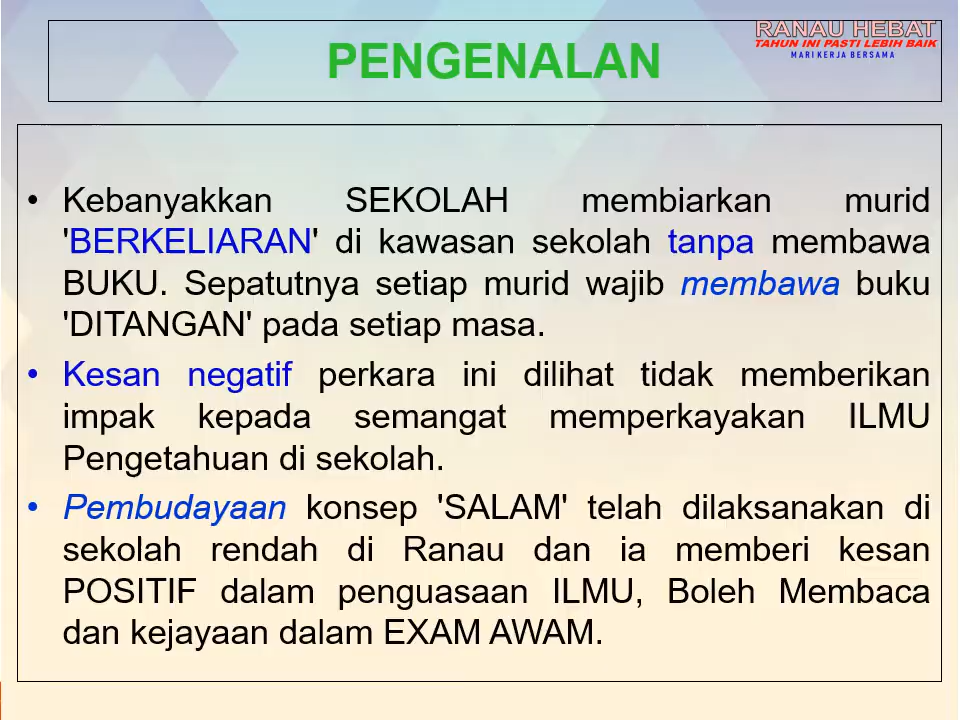 RANAU HEBAT
TAHUN INI PASTI LEBIH BAIK
MARI KERJA BERSAMA
PENGENALAN
• Kebanyakkan SEKOLAH membiarkan murid
'BERKELIARAN' di kawasan sekolah tanpa membawa
BUKU. Sepatutnya setiap murid wajib membawa buku
'DITANGAN' pada setiap masa.
• Kesan negatif perkara ini dilihat tidak memberikan
impak kepada semangat memperkayakan ILMU
Pengetahuan di sekolah.
• Pembudayaan konsep 'SALAM' telah dilaksanakan di
sekolah rendah di Ranau dan ia memberi kesan
POSITIF dalam penguasaan ILMU, Boleh Membaca
dan kejayaan dalam EXAM AWAM.